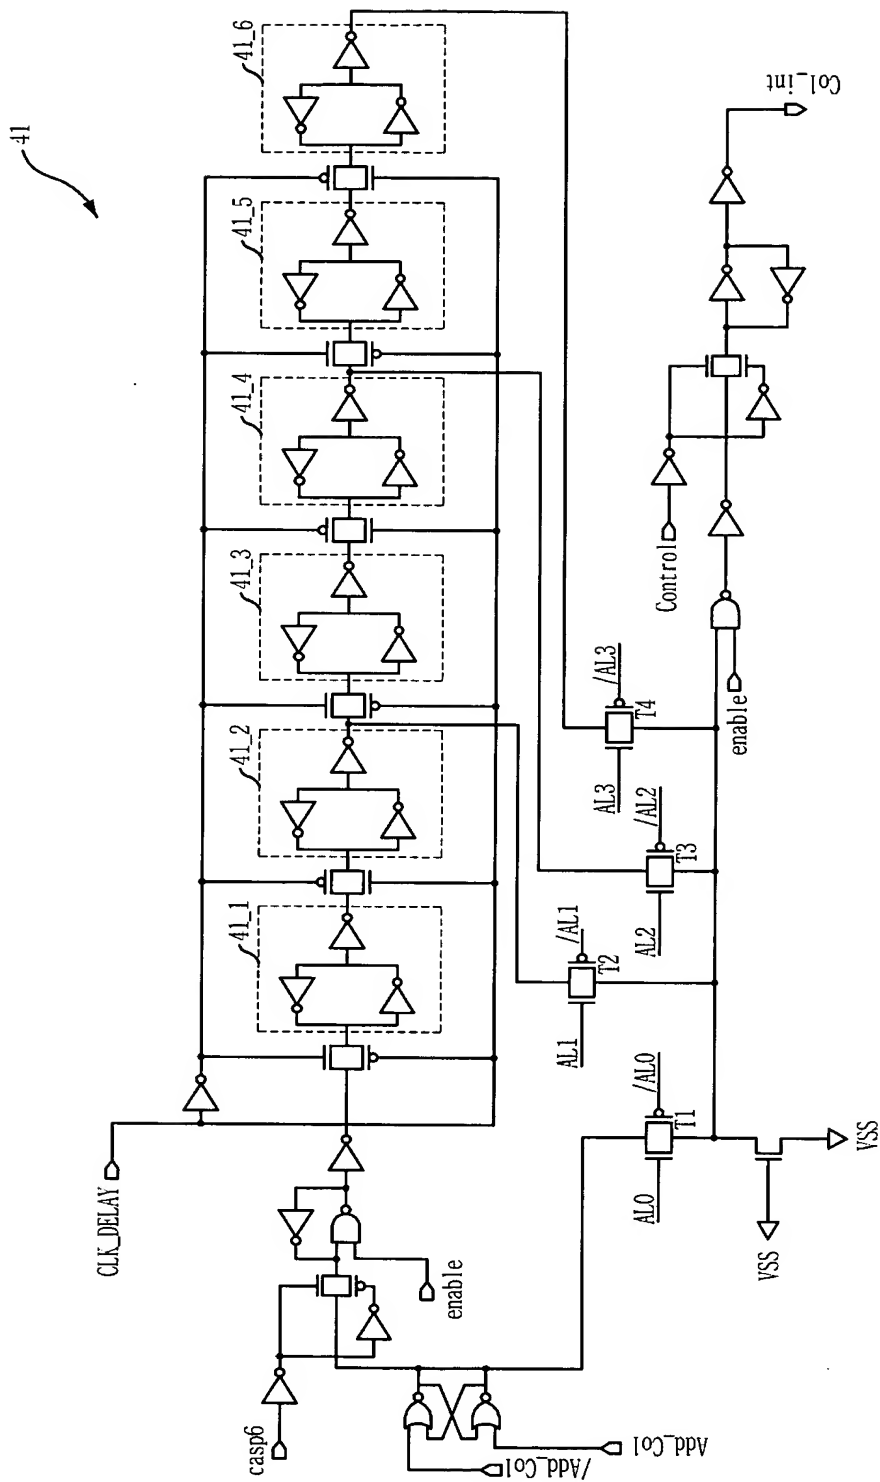 41
41_6
41_5
41_4
41_3
41_2
41_1
CLK_DELAY
casp6
enable
/Add_Col
Add_Col
AL0
/AL0
T1
VSS
VSS
AL1
/AL1
T2
AL2
/AL2
T3
AL3
/AL3
T4
enable
Control
Col_int